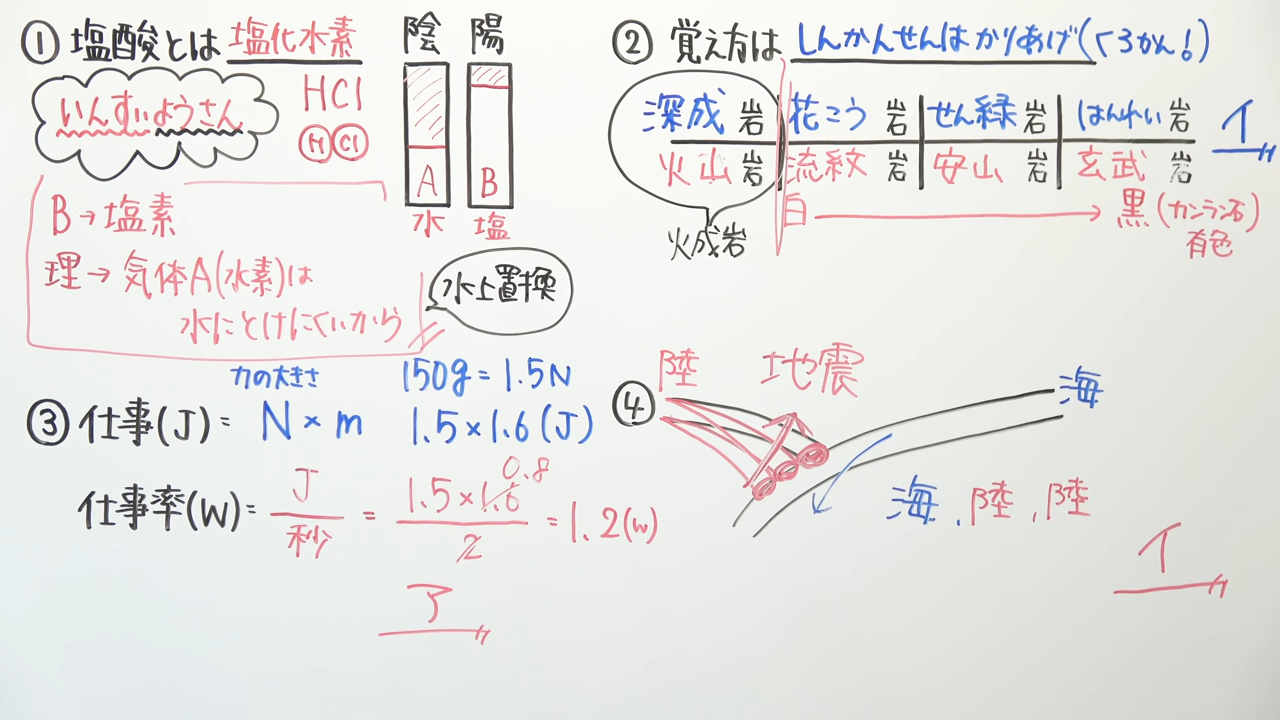 ① 塩酸とは 塩化水素
いんすいようさん
HCl
H Cl
陰 陽
A B
水 塩
B→塩素
理→気体A(水素)は
水にとけにくいから
水上置換
② 覚え方は しんかんせんはかりあげ(くろかん!)
深成岩 花こう岩 せん緑岩 はんれい岩
火山岩 流紋岩 安山岩 玄武岩
イ
白 → 黒(カンラン石)
有色
火成岩
力の大きさ 150g=1.5N
③ 仕事(J)= N×m 1.5×1.6(J)
仕事率(W)= J/秒 = 1.5×1.6/2 = 1.2(W)
0.8
ア
④ 陸 地震 海
海、陸、陸
イ